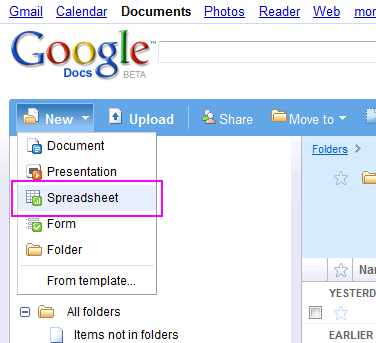 Gmail Calendar Documents Photos Reader Web mor
Google™
Docs BETA
New Upload Share Move to
Document
Presentation
Spreadsheet
Form
Folder
From template...
Folders
Na
YESTERD
EARLIER
All folders
Items not in folders